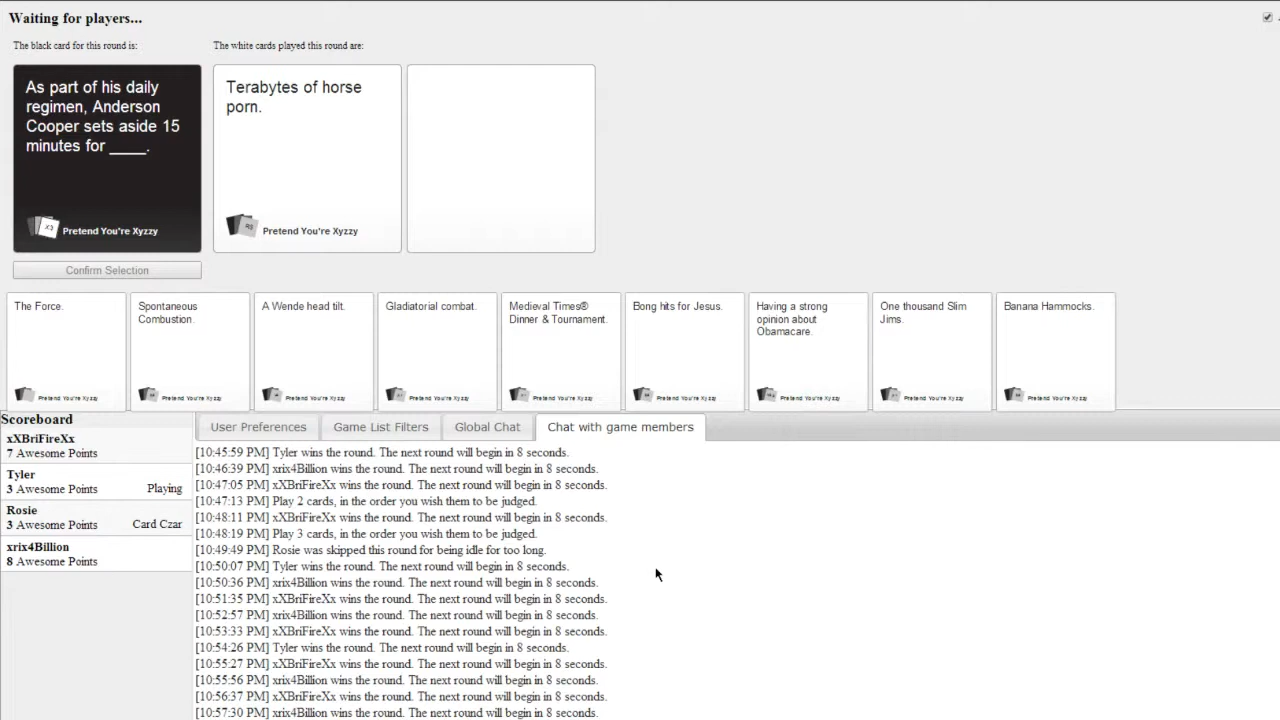 Waiting for players...
The black card for this round is:
The white cards played this round are:
As part of his daily
regimen, Anderson
Cooper sets aside 15
minutes for ____.
Pretend You're Xyzzy
Terabytes of horse
porn.
Pretend You're Xyzzy
Confirm Selection
The Force.
Pretend You're Xyzzy
Spontaneous
Combustion.
Pretend You're Xyzzy
A Wende head tilt.
Pretend You're Xyzzy
Gladiatorial combat.
Pretend You're Xyzzy
Medieval Times®
Dinner & Tournament.
Pretend You're Xyzzy
Bong hits for Jesus.
Pretend You're Xyzzy
Having a strong
opinion about
Obamacare.
Pretend You're Xyzzy
One thousand Slim
Jims.
Pretend You're Xyzzy
Banana Hammocks.
Pretend You're Xyzzy
Scoreboard
xXBriFireXx
7 Awesome Points
Tyler
3 Awesome Points Playing
Rosie
3 Awesome Points Card Czar
xrix4Billion
8 Awesome Points
User Preferences
Game List Filters
Global Chat
Chat with game members
[10:45:59 PM] Tyler wins the round. The next round will begin in 8 seconds.
[10:46:39 PM] xrix4Billion wins the round. The next round will begin in 8 seconds.
[10:47:05 PM] xXBriFireXx wins the round. The next round will begin in 8 seconds.
[10:47:13 PM] Play 2 cards, in the order you wish them to be judged.
[10:48:11 PM] xXBriFireXx wins the round. The next round will begin in 8 seconds.
[10:48:19 PM] Play 3 cards, in the order you wish them to be judged.
[10:49:49 PM] Rosie was skipped this round for being idle for too long.
[10:50:07 PM] Tyler wins the round. The next round will begin in 8 seconds.
[10:50:36 PM] xrix4Billion wins the round. The next round will begin in 8 seconds.
[10:51:35 PM] xXBriFireXx wins the round. The next round will begin in 8 seconds.
[10:52:57 PM] xrix4Billion wins the round. The next round will begin in 8 seconds.
[10:53:33 PM] xXBriFireXx wins the round. The next round will begin in 8 seconds.
[10:54:26 PM] Tyler wins the round. The next round will begin in 8 seconds.
[10:55:27 PM] xXBriFireXx wins the round. The next round will begin in 8 seconds.
[10:55:56 PM] xrix4Billion wins the round. The next round will begin in 8 seconds.
[10:56:37 PM] xXBriFireXx wins the round. The next round will begin in 8 seconds.
[10:57:30 PM] xrix4Billion wins the round. The next round will begin in 8 seconds.